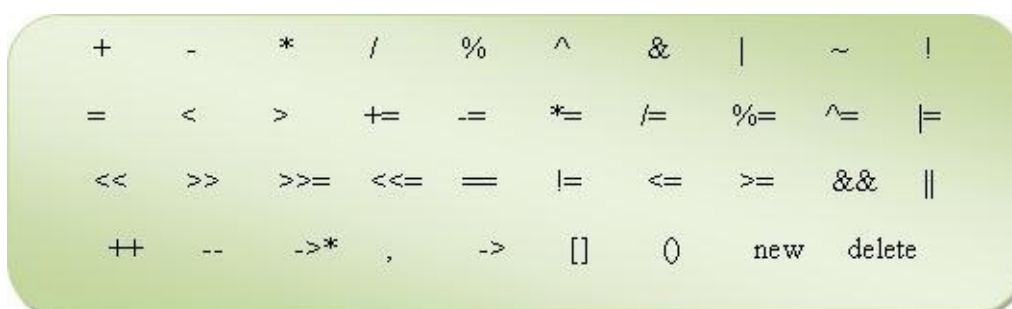 + - * / % ^ & | ~ !
= < > += -= *= /= %= ^= |=
<< >> >>= <<= == != <= >= && ||
++ -- ->* , -> [] () new delete